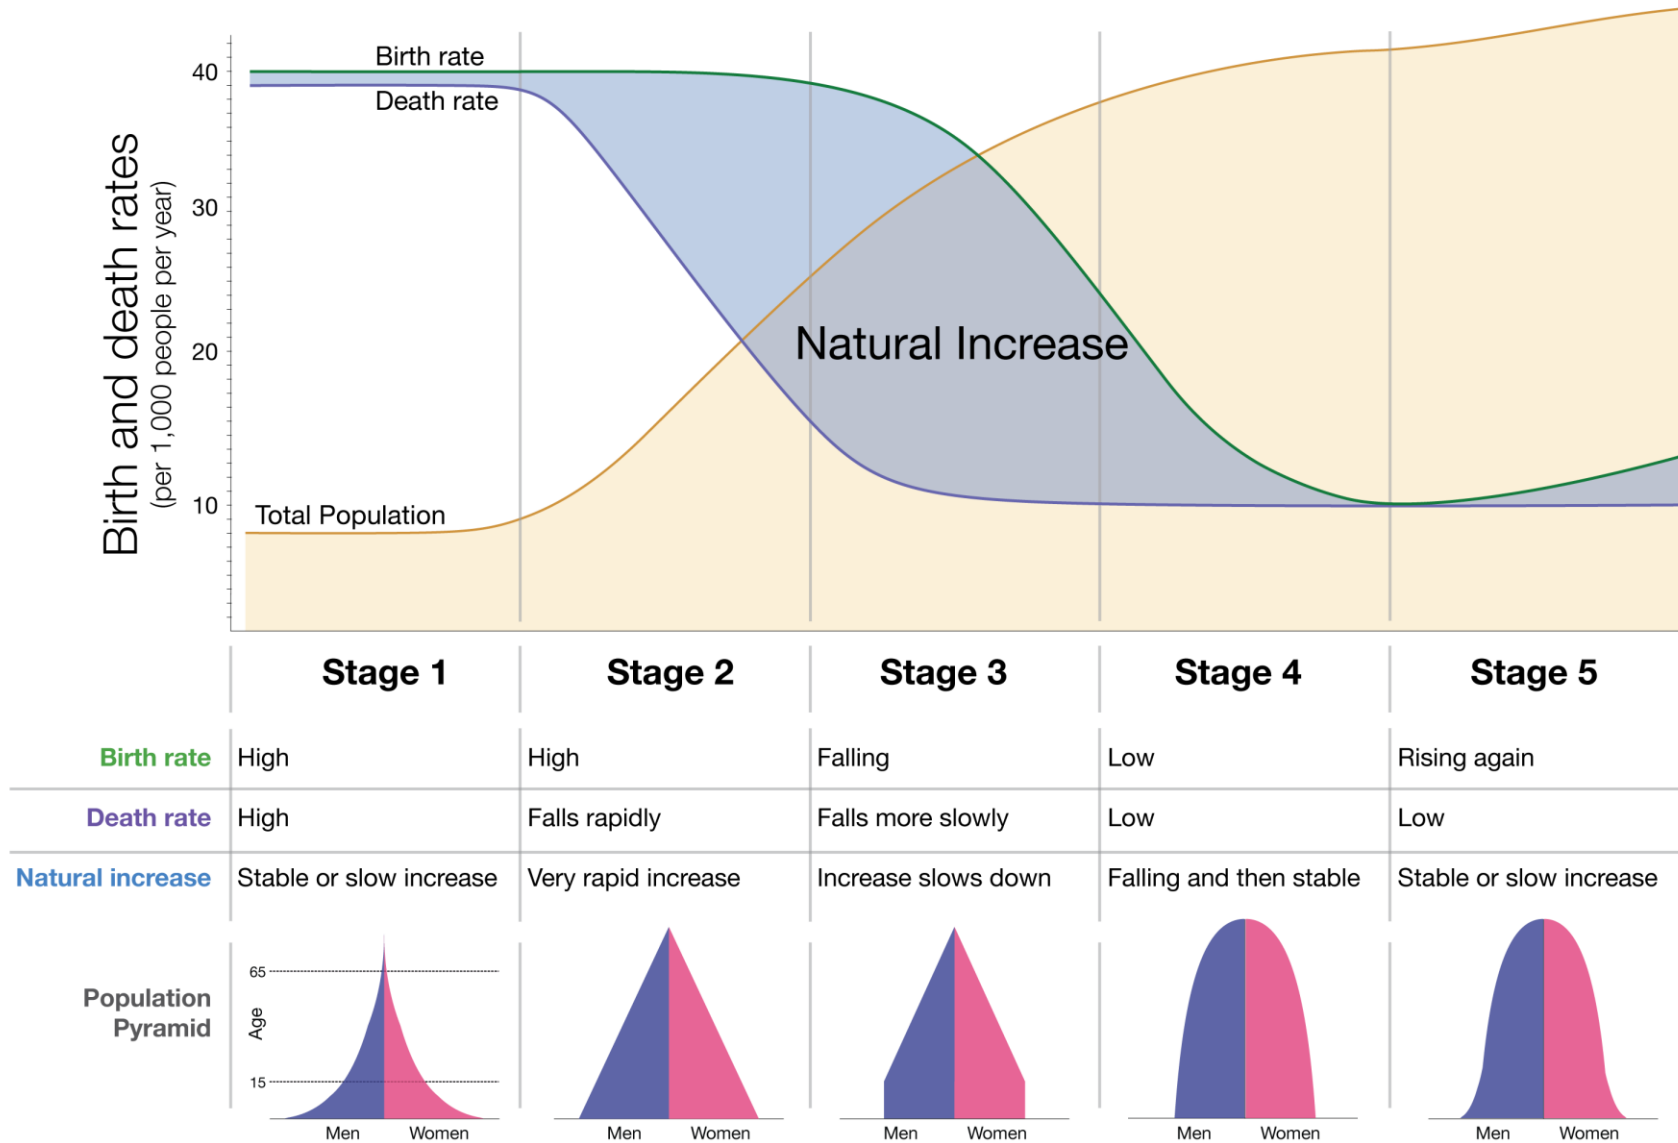 Birth and death rates
(per 1,000 people per year)
40
30
20
10
Birth rate
Death rate
Total Population
Natural Increase
Stage 1
Stage 2
Stage 3
Stage 4
Stage 5
Birth rate
High
High
Falling
Low
Rising again
Death rate
High
Falls rapidly
Falls more slowly
Low
Low
Natural increase
Stable or slow increase
Very rapid increase
Increase slows down
Falling and then stable
Stable or slow increase
Population
Pyramid
Age
65
15
Men
Women
Men
Women
Men
Women
Men
Women
Men
Women